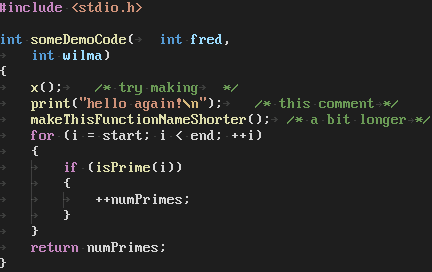 #include <stdio.h>

int someDemoCode(    int fred,
    int wilma)
{
    x();    /* try making  */
    print("hello again!\n");    /* this comment */
    makeThisFunctionNameShorter();  /* a bit longer */
    for (i = start; i < end; ++i)
    {
        if (isPrime(i))
        {
            ++numPrimes;
        }
    }
    return numPrimes;
}